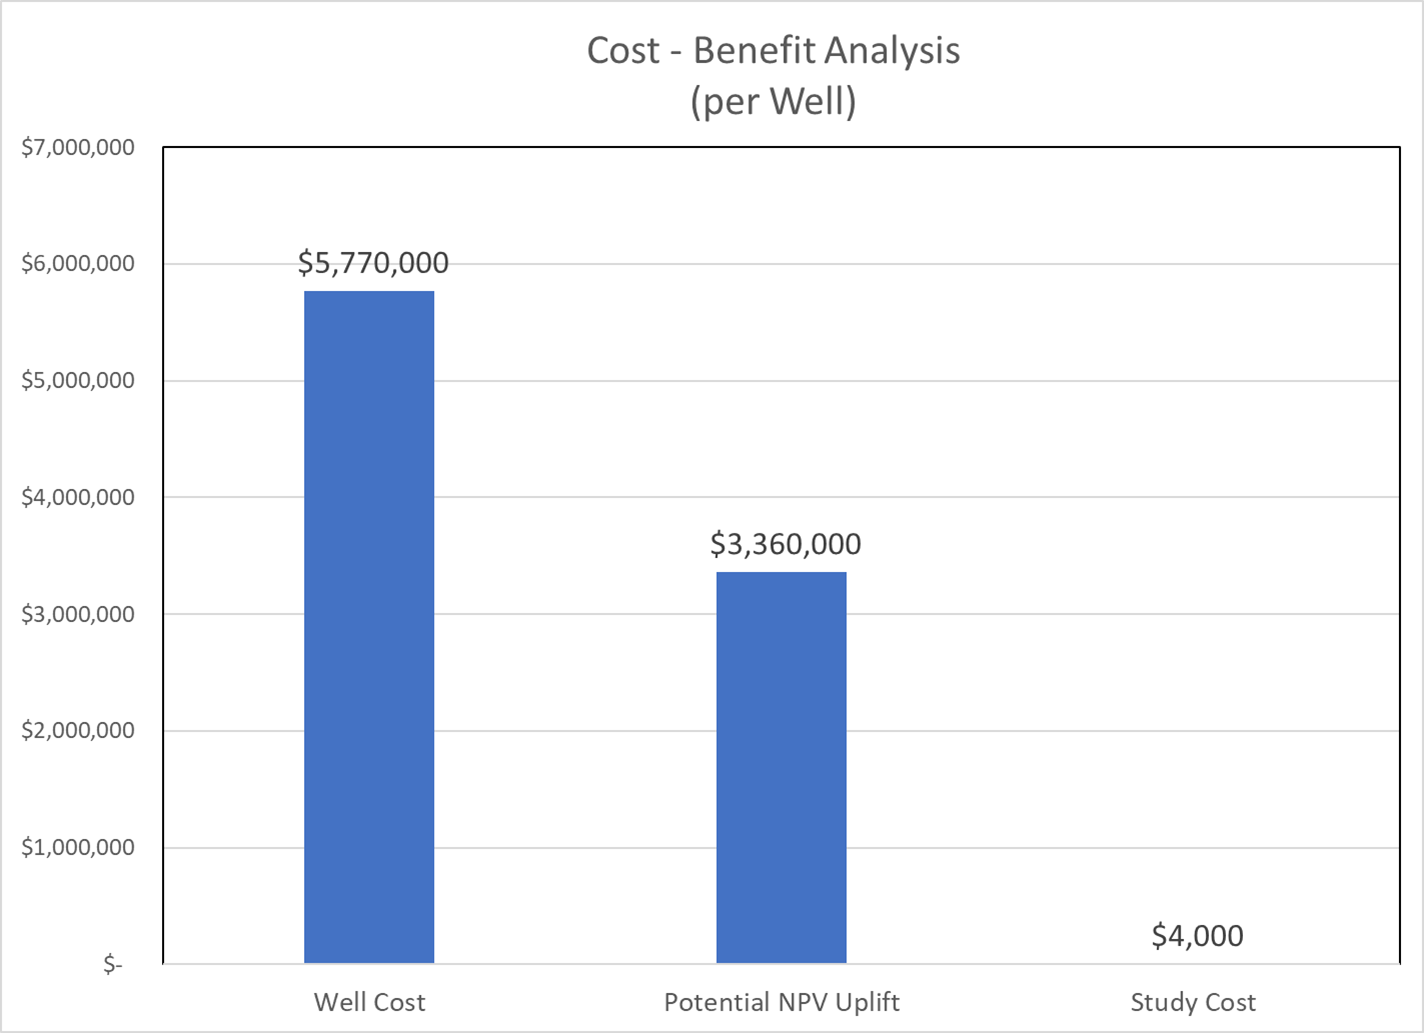 Cost - Benefit Analysis
(per Well)
$7,000,000
$6,000,000
$5,000,000
$4,000,000
$3,000,000
$2,000,000
$1,000,000
$-
$5,770,000
$3,360,000
$4,000
Well Cost
Potential NPV Uplift
Study Cost